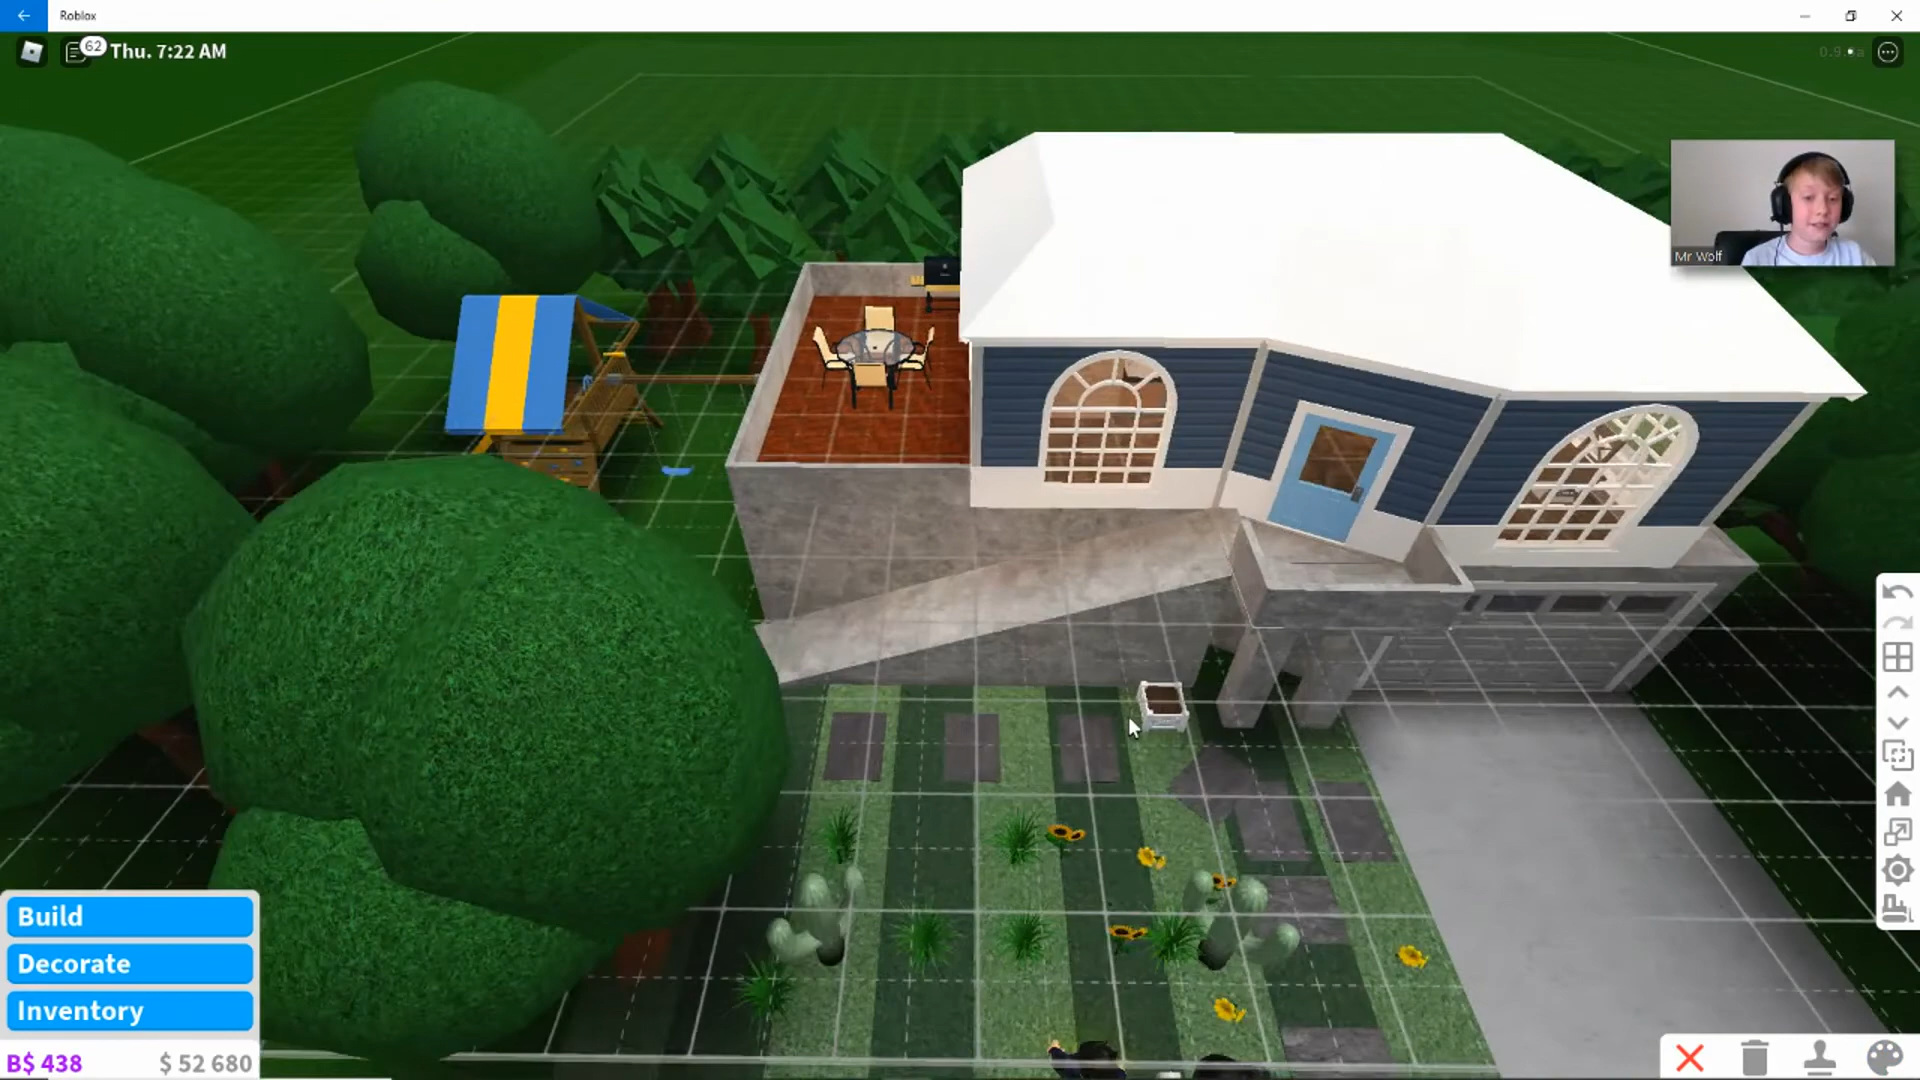 Roblox
62 Thu. 7:22 AM
Mr Wolf
Build
Decorate
Inventory
B$ 438 $ 52 680